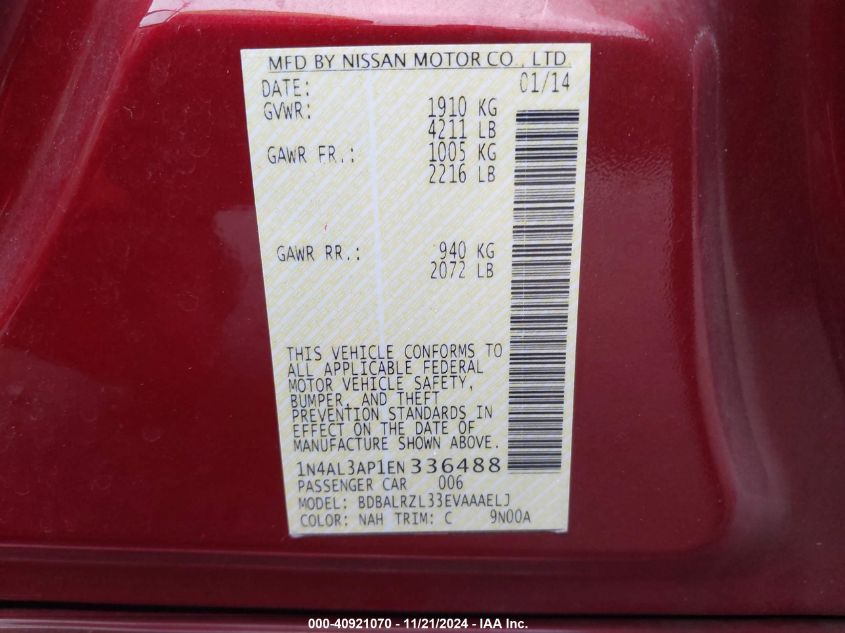 MFD BY NISSAN MOTOR CO., LTD.
DATE: 01/14
GVWR: 1910 KG
4211 LB
GAWR FR.: 1005 KG
2216 LB
GAWR RR.: 940 KG
2072 LB
THIS VEHICLE CONFORMS TO
ALL APPLICABLE FEDERAL
MOTOR VEHICLE SAFETY,
BUMPER, AND THEFT
PREVENTION STANDARDS IN
EFFECT ON THE DATE OF
MANUFACTURE SHOWN ABOVE.
1N4AL3AP1EN336488
PASSENGER CAR 006
MODEL: BDBALRZL33EVAAAELJ
COLOR: NAH TRIM: C 9N00A
000-40921070 - 11/21/2024 - IAA Inc.